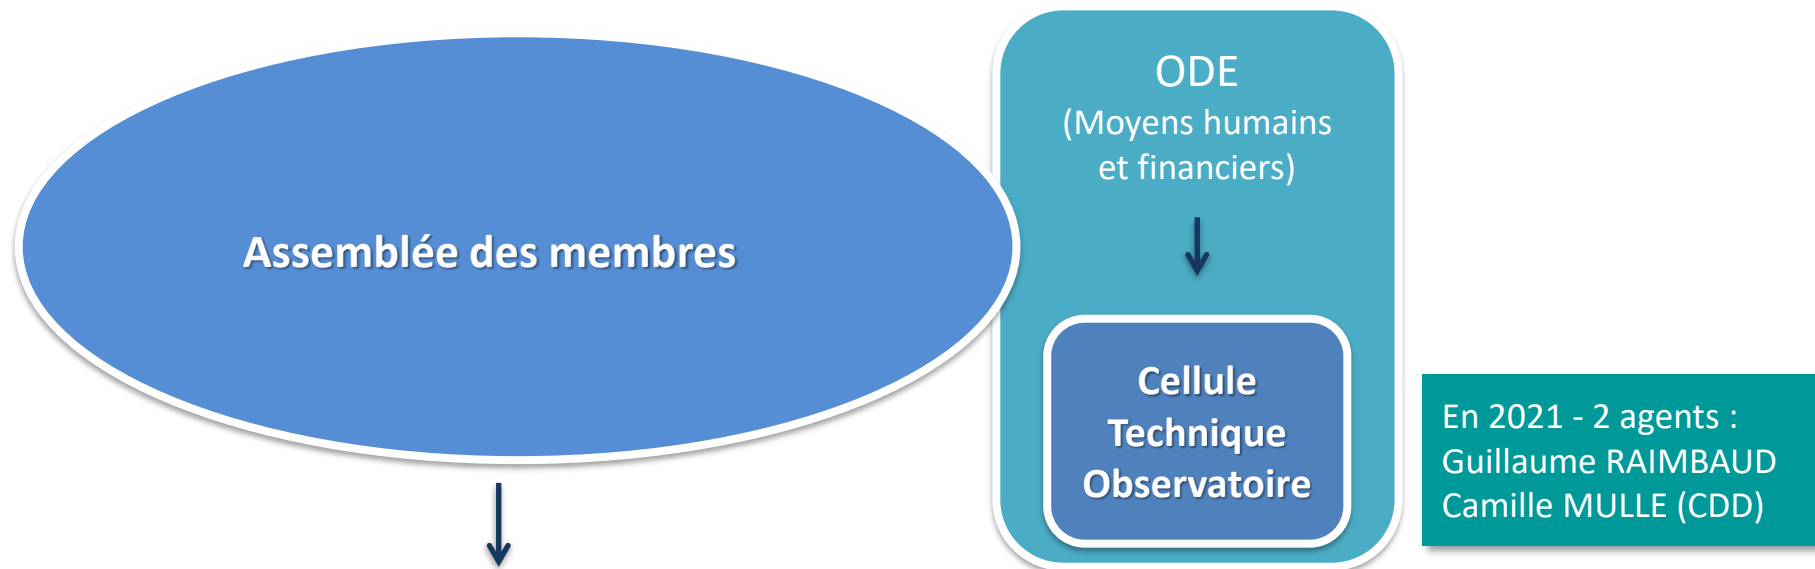 Assemblée des membres
ODE
(Moyens humains
et financiers)
Cellule
Technique
Observatoire
En 2021 - 2 agents :
Guillaume RAIMBAUD
Camille MULLE (CDD)